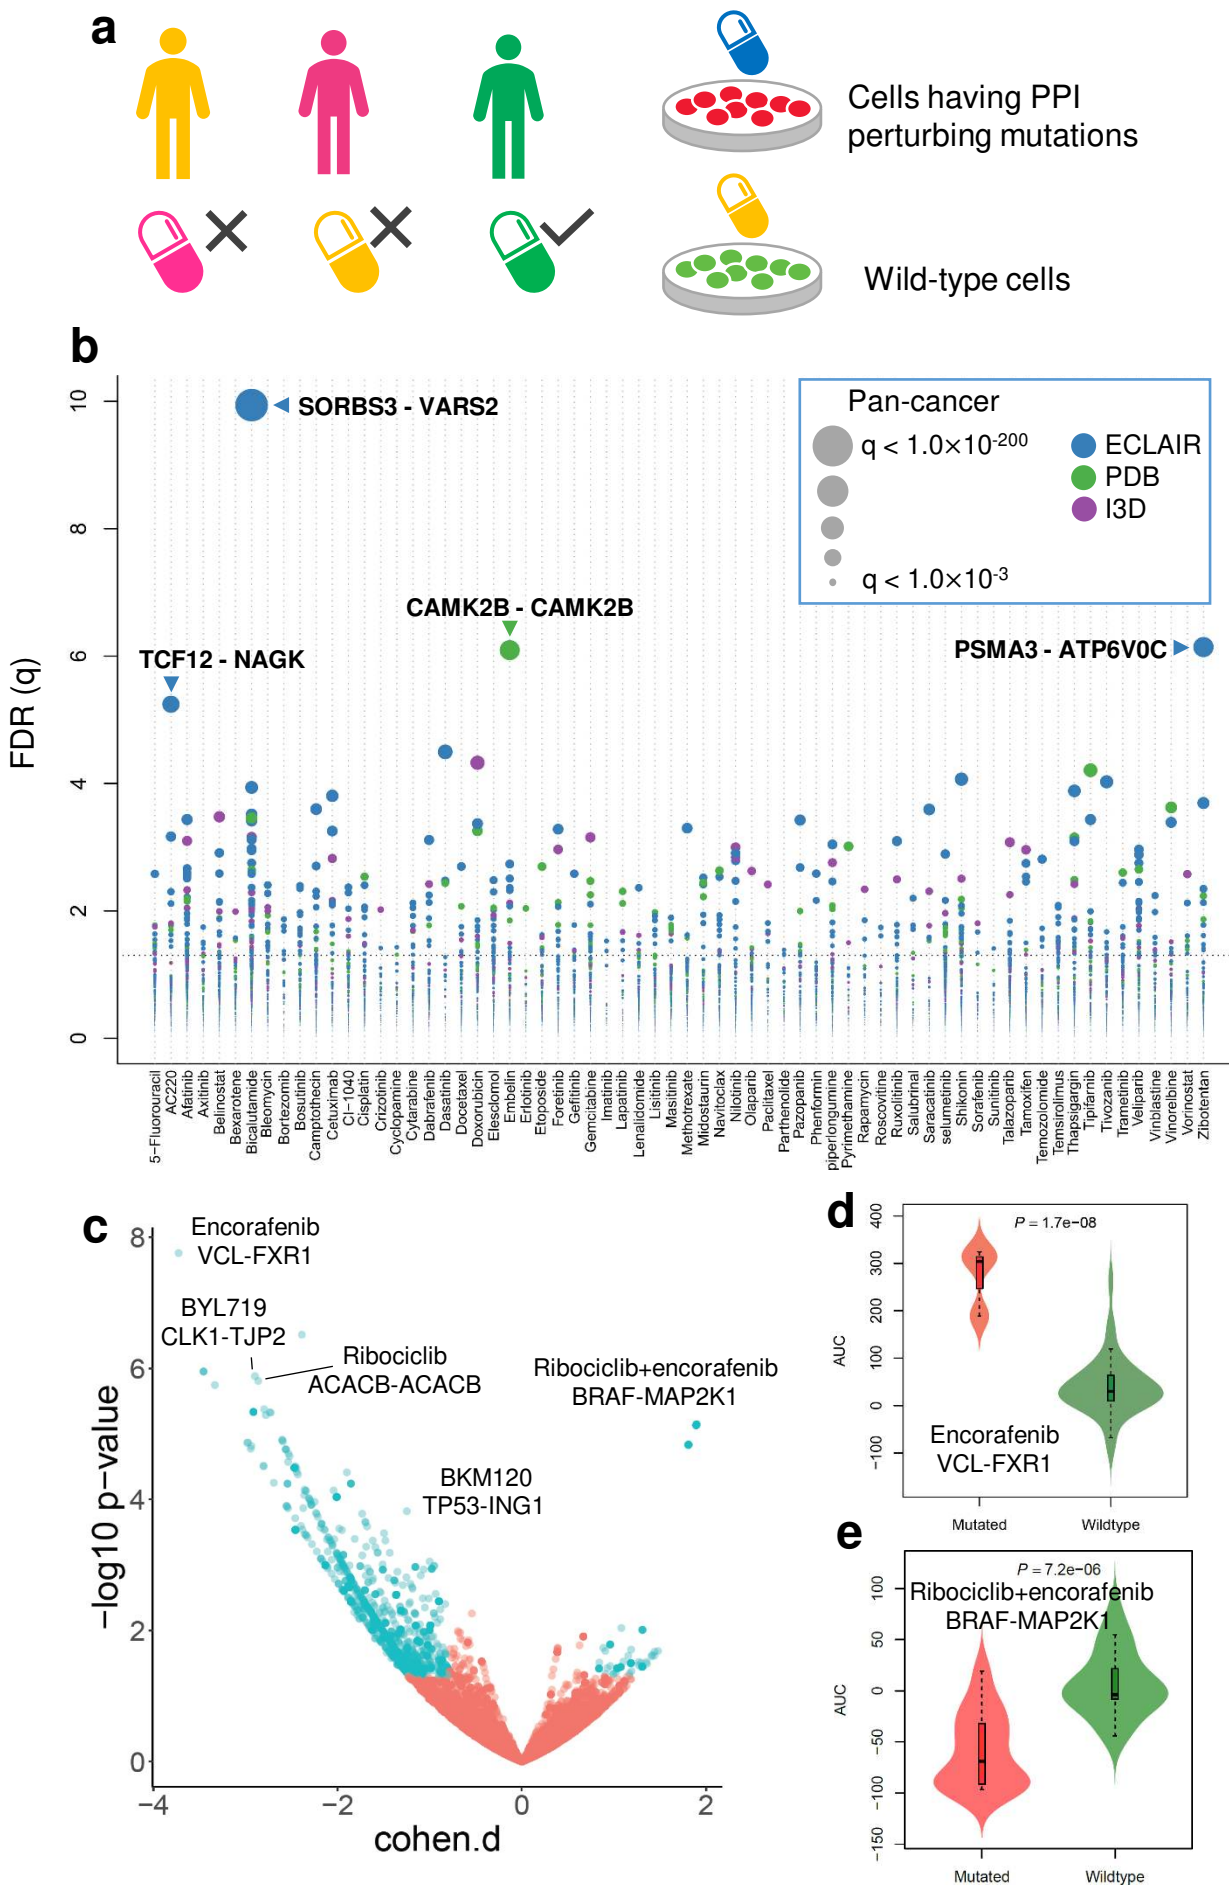 a
Cells having PPI
perturbing mutations
Wild-type cells
b
FDR (q)
10
8
6
4
2
0
SORBS3 - VARS2
CAMK2B - CAMK2B
TCF12 - NAGK
PSMA3 - ATP6V0C
Pan-cancer
q < 1.0×10-200
q < 1.0×10-3
ECLAIR
PDB
I3D
5-Fluorouracil
AC220
Afatinib
Axitinib
Belinostat
Bexarotene
Bicalutamide
Bleomycin
Bortezomib
Bosutinib
Camptothecin
Cetuximab
CI-1040
Cisplatin
Crizotinib
Cyclopamine
Cytarabine
Dabrafenib
Dasatinib
Docetaxel
Doxorubicin
Elesclomol
Embelin
Erlotinib
Etoposide
Foretinib
Gefitinib
Gemcitabine
Imatinib
Lapatinib
Lenalidomide
Lisitinib
Masitinib
Methotrexate
Midostaurin
Navitoclax
Nilotinib
Olaparib
Paclitaxel
Parthenolide
Pazopanib
Phenformin
piperlongumine
Pyrimethamine
Rapamycin
Roscovitine
Ruxolitinib
Salubrinal
Saracatinib
selumetinib
Shikonin
Sorafenib
Sunitinib
Talazoparib
Tamoxifen
Temozolomide
Temsirolimus
Thapsigargin
Tipifarnib
Tivozanib
Trametinib
Veliparib
Vinblastine
Vinorelbine
Vorinostat
Zibotentan
c
−log10 p−value
8
6
4
2
0
Encorafenib
VCL-FXR1
BYL719
CLK1-TJP2
Ribociclib
ACACB-ACACB
Ribociclib+encorafenib
BRAF-MAP2K1
BKM120
TP53-ING1
−4
−2
0
2
cohen.d
d
AUC
400
300
200
100
0
−100
P = 1.7e−08
Encorafenib
VCL-FXR1
Mutated
Wildtype
e
AUC
100
50
0
−50
−100
−150
P = 7.2e−06
Ribociclib+encorafenib
BRAF-MAP2K1
Mutated
Wildtype